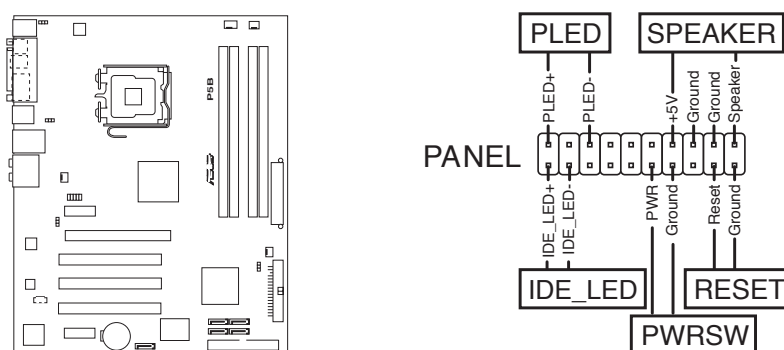 P5B
ASUS
PLED
SPEAKER
PLED+
PLED-
+5V
Ground
Ground
Speaker
PANEL
IDE_LED+
IDE_LED-
PWR
Ground
Reset
Ground
IDE_LED
RESET
PWRSW